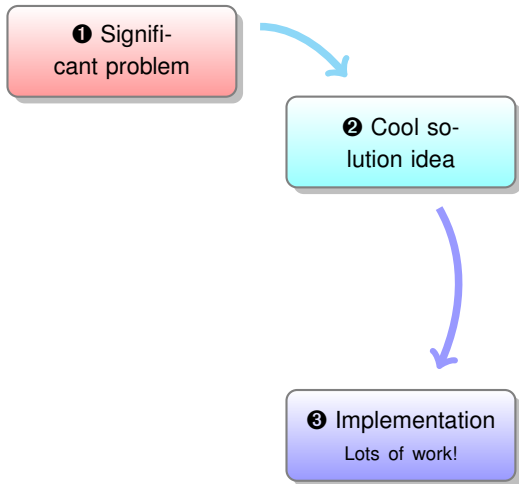 ❶ Signifi-
cant problem
❷ Cool so-
lution idea
❸ Implementation
Lots of work!